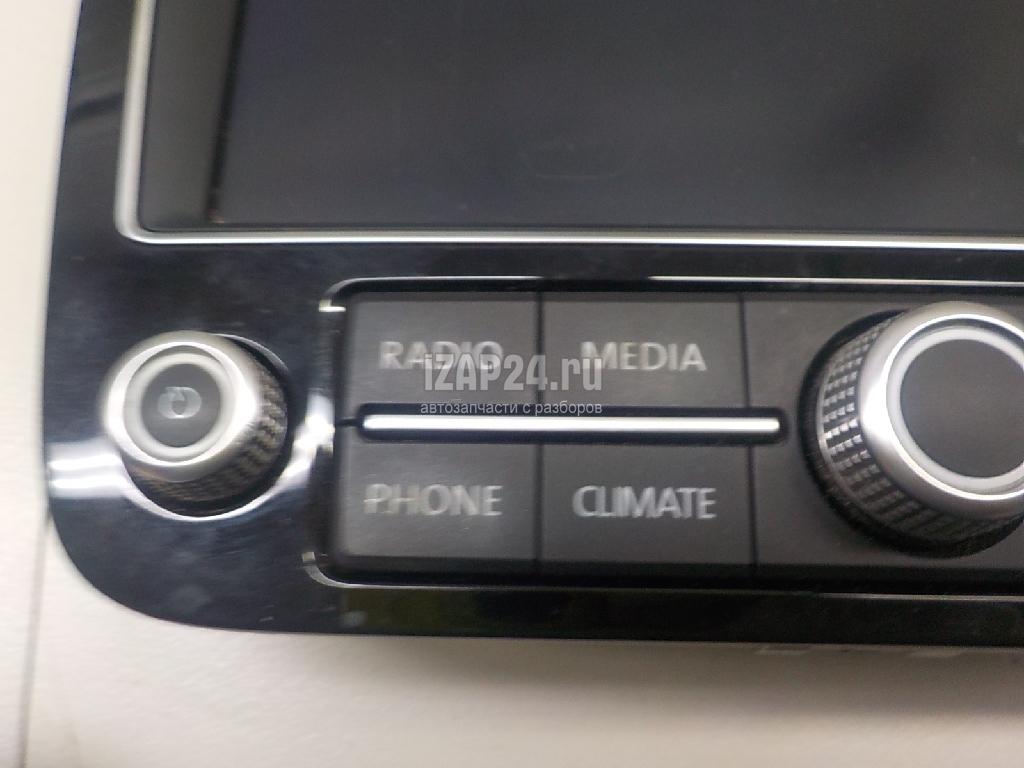 RADIO MEDIA
iZAP24.ru
автозапчасти с разборов
PHONE CLIMATE